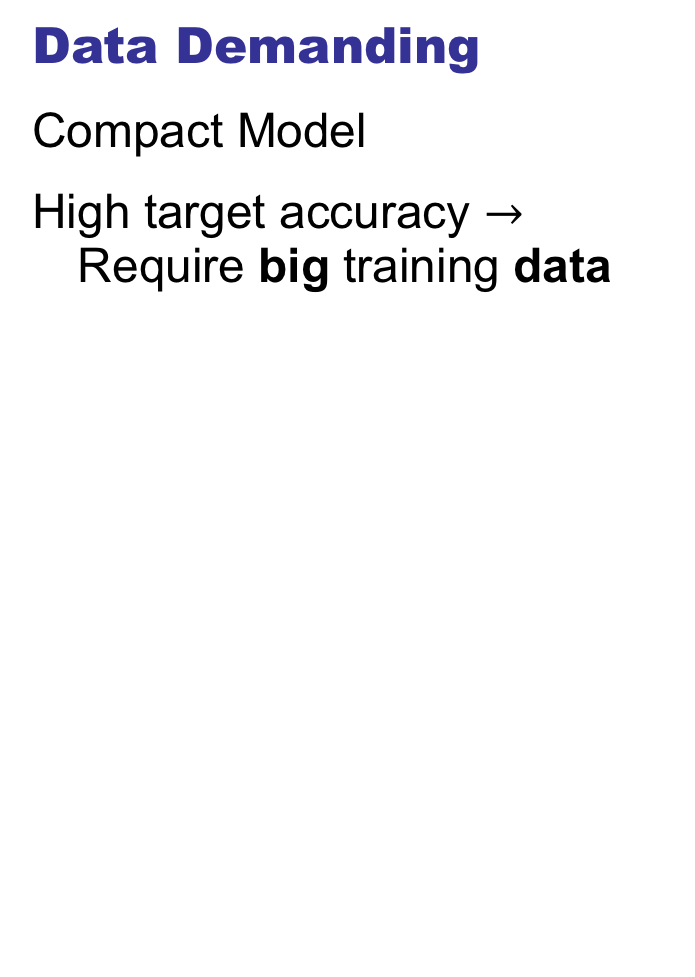 Data Demanding
Compact Model
High target accuracy →
Require big training data